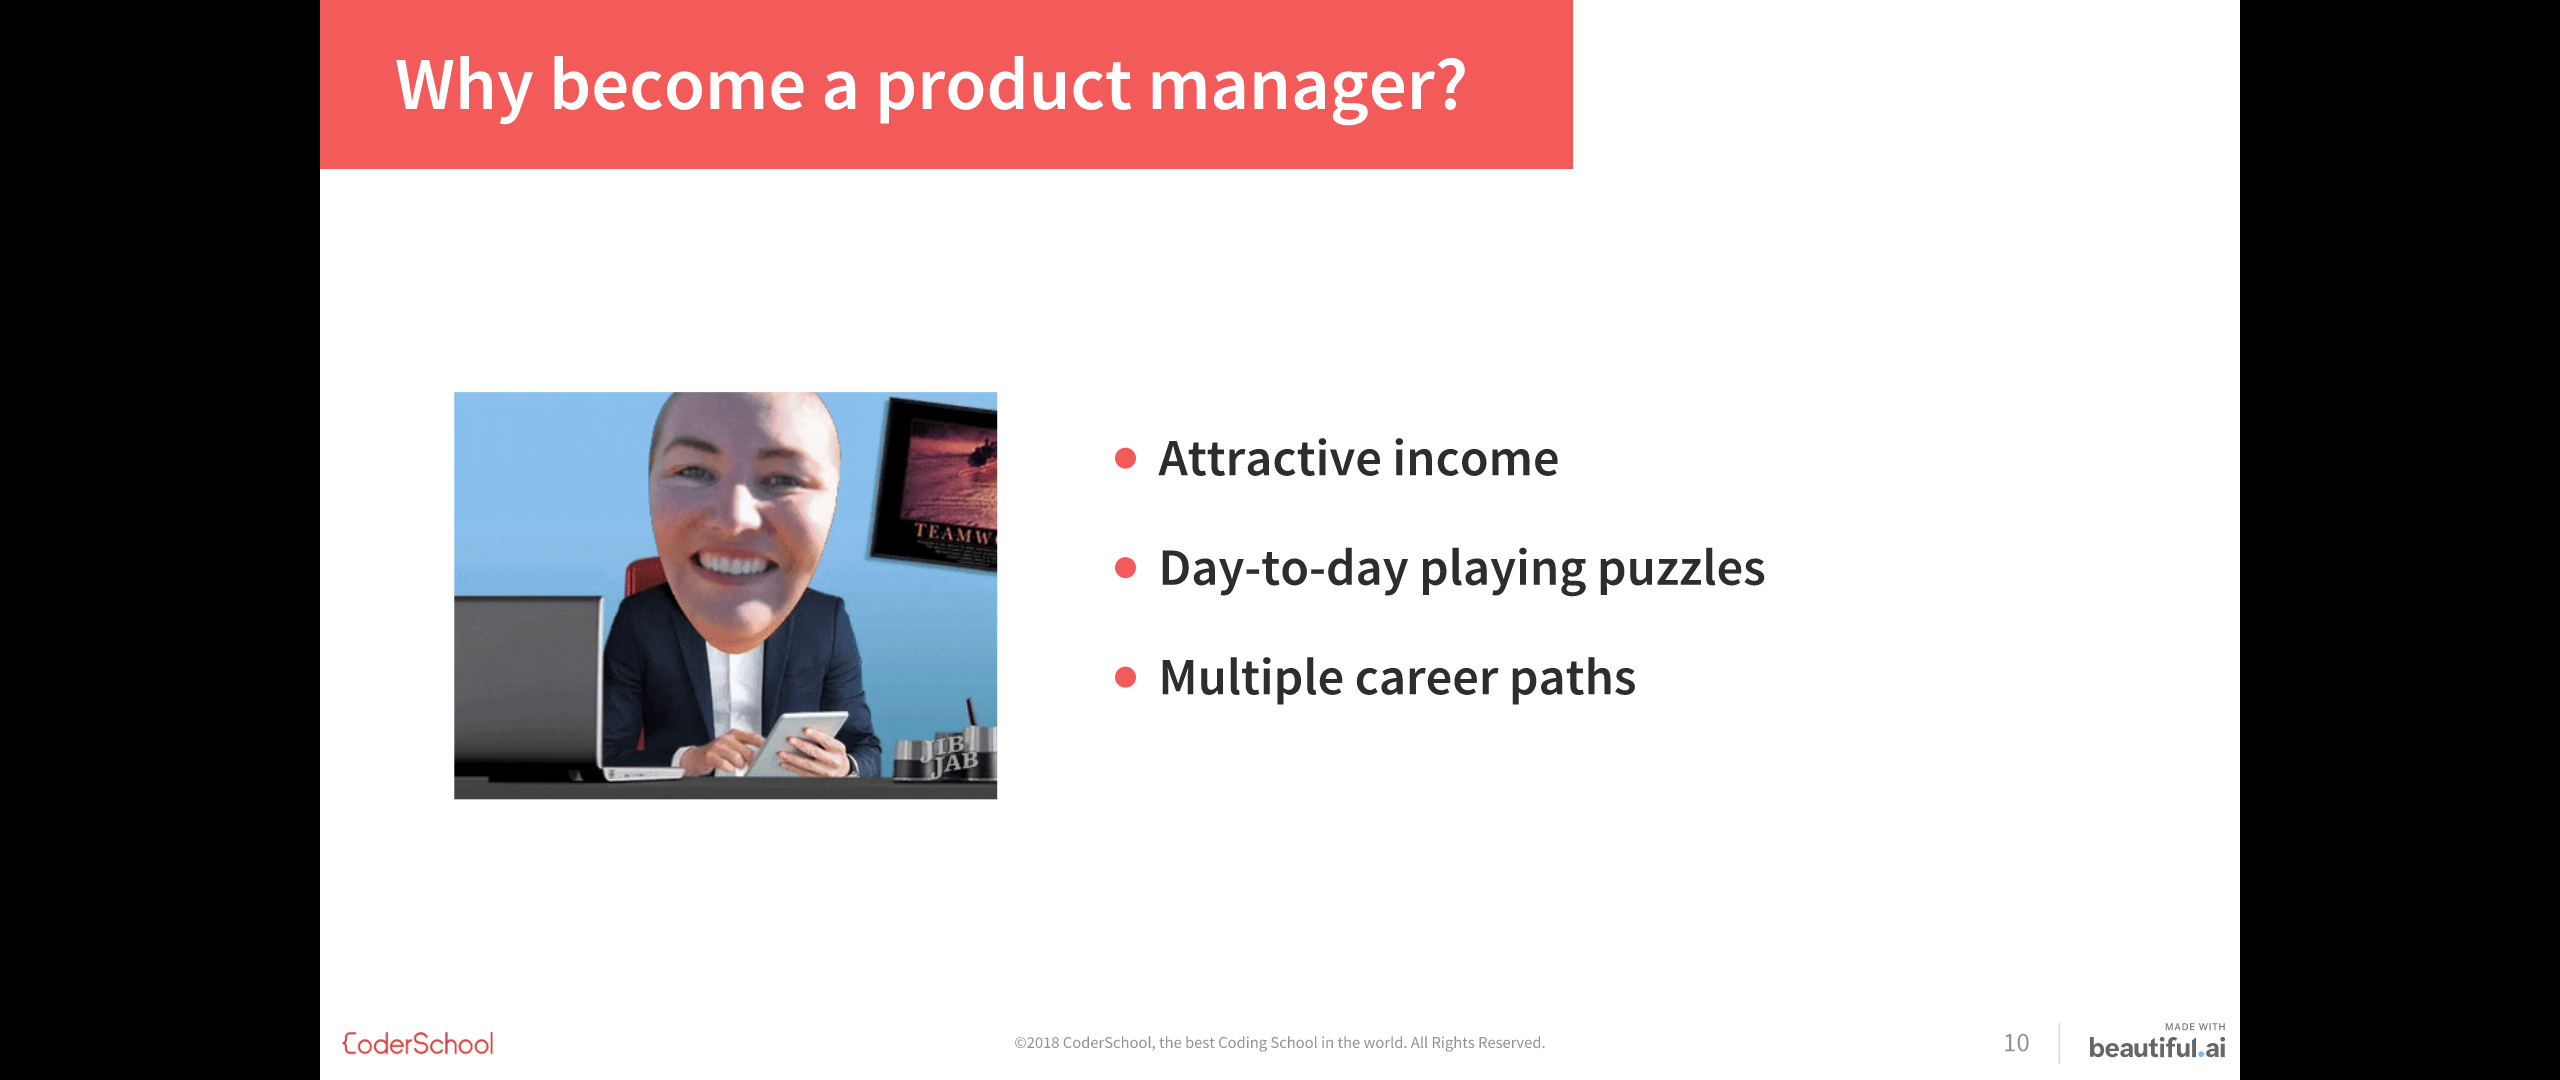 Why become a product manager?
TEAMW
JIB
JAB
● Attractive income
● Day-to-day playing puzzles
● Multiple career paths
{CoderSchool
©2018 CoderSchool, the best Coding School in the world. All Rights Reserved.
10
MADE WITH
beautiful.ai